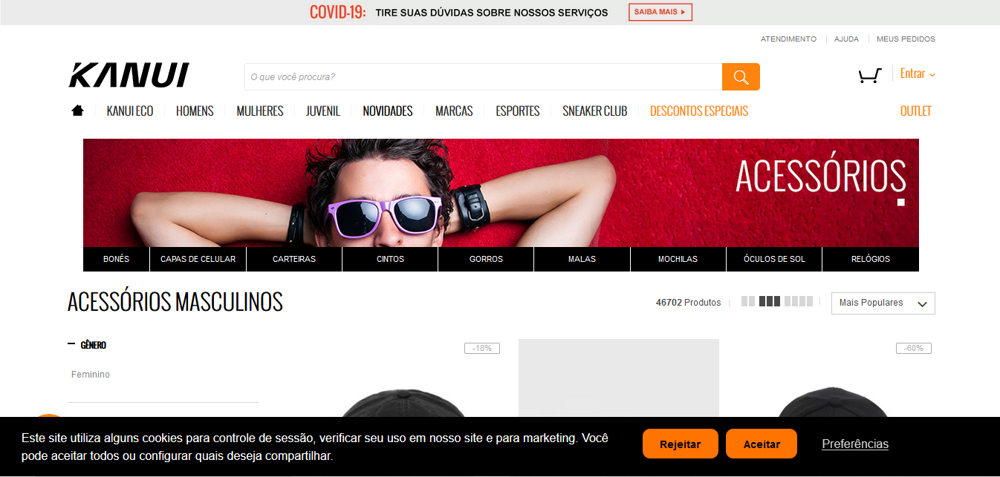 COVID-19: TIRE SUAS DÚVIDAS SOBRE NOSSOS SERVIÇOS SAIBA MAIS
ATENDIMENTO AJUDA MEUS PEDIDOS
KANUI
O que você procura?
Entrar
KANUI ECO HOMENS MULHERES JUVENIL NOVIDADES MARCAS ESPORTES SNEAKER CLUB DESCONTOS ESPECIAIS OUTLET
ACESSÓRIOS
BONÉS CAPAS DE CELULAR CARTEIRAS CINTOS GORROS MALAS MOCHILAS ÓCULOS DE SOL RELÓGIOS
ACESSÓRIOS MASCULINOS
46702 Produtos
Mais Populares
GÊNERO
Feminino
-18%
-60%
Este site utiliza alguns cookies para controle de sessão, verificar seu uso em nosso site e para marketing. Você
pode aceitar todos ou configurar quais deseja compartilhar.
Rejeitar Aceitar Preferências